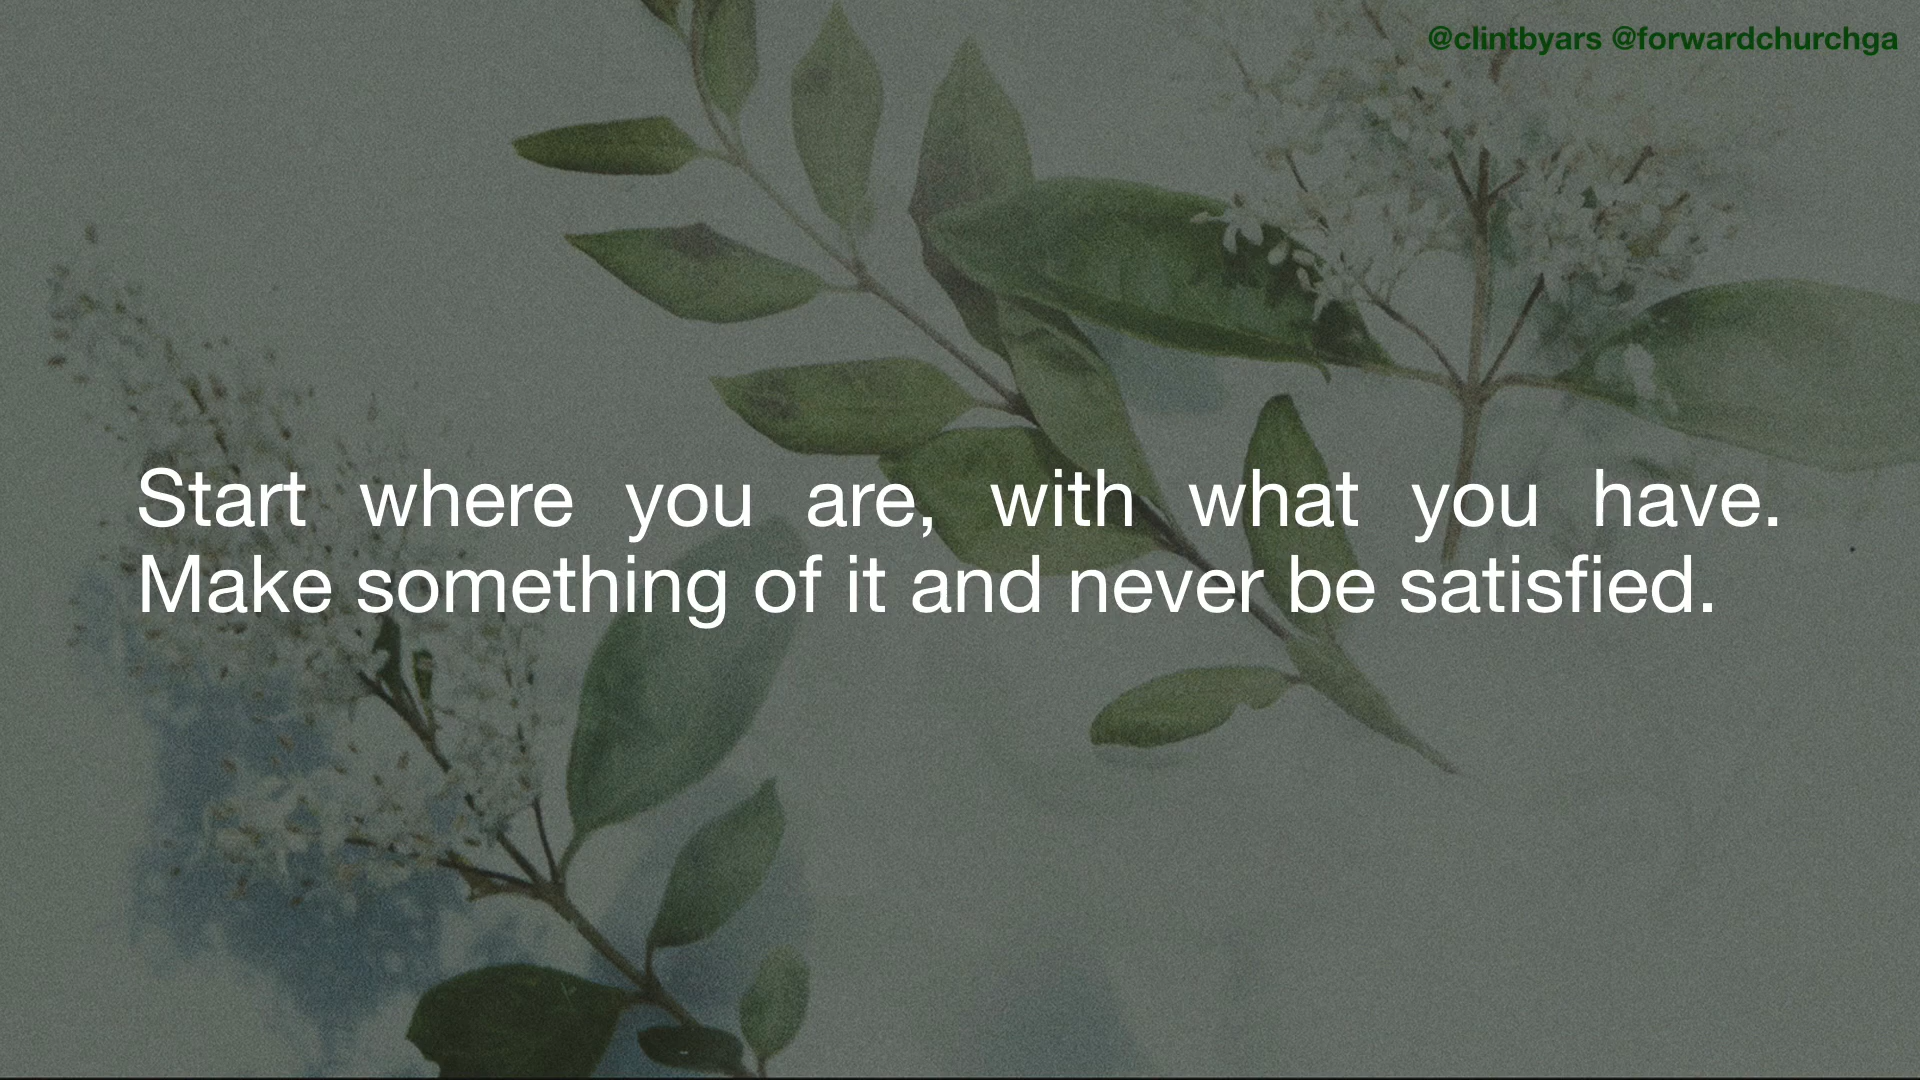 @clintbyars @forwardchurchga
Start where you are, with what you have.
Make something of it and never be satisfied.